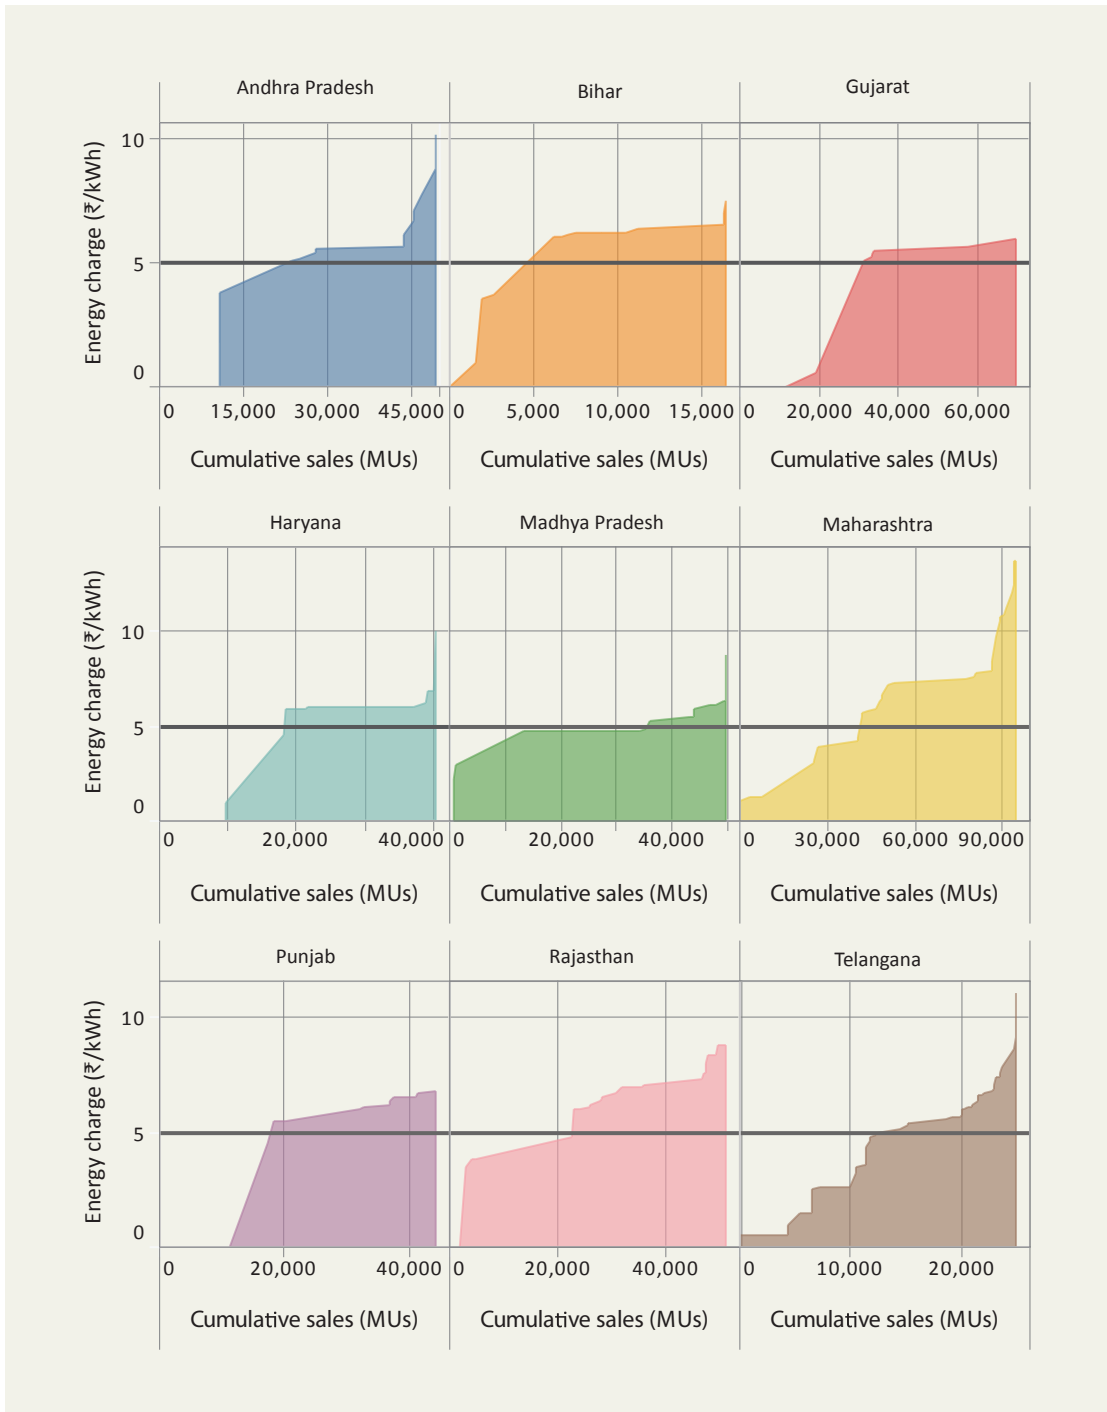 Andhra Pradesh
Bihar
Gujarat
Energy charge (₹/kWh)
10
5
0
0 15,000 30,000 45,000
0 5,000 10,000 15,000
0 20,000 40,000 60,000
Cumulative sales (MUs)
Cumulative sales (MUs)
Cumulative sales (MUs)
Haryana
Madhya Pradesh
Maharashtra
Energy charge (₹/kWh)
10
5
0
0 20,000 40,000
0 20,000 40,000
0 30,000 60,000 90,000
Cumulative sales (MUs)
Cumulative sales (MUs)
Cumulative sales (MUs)
Punjab
Rajasthan
Telangana
Energy charge (₹/kWh)
10
5
0
0 20,000 40,000
0 20,000 40,000
0 10,000 20,000
Cumulative sales (MUs)
Cumulative sales (MUs)
Cumulative sales (MUs)